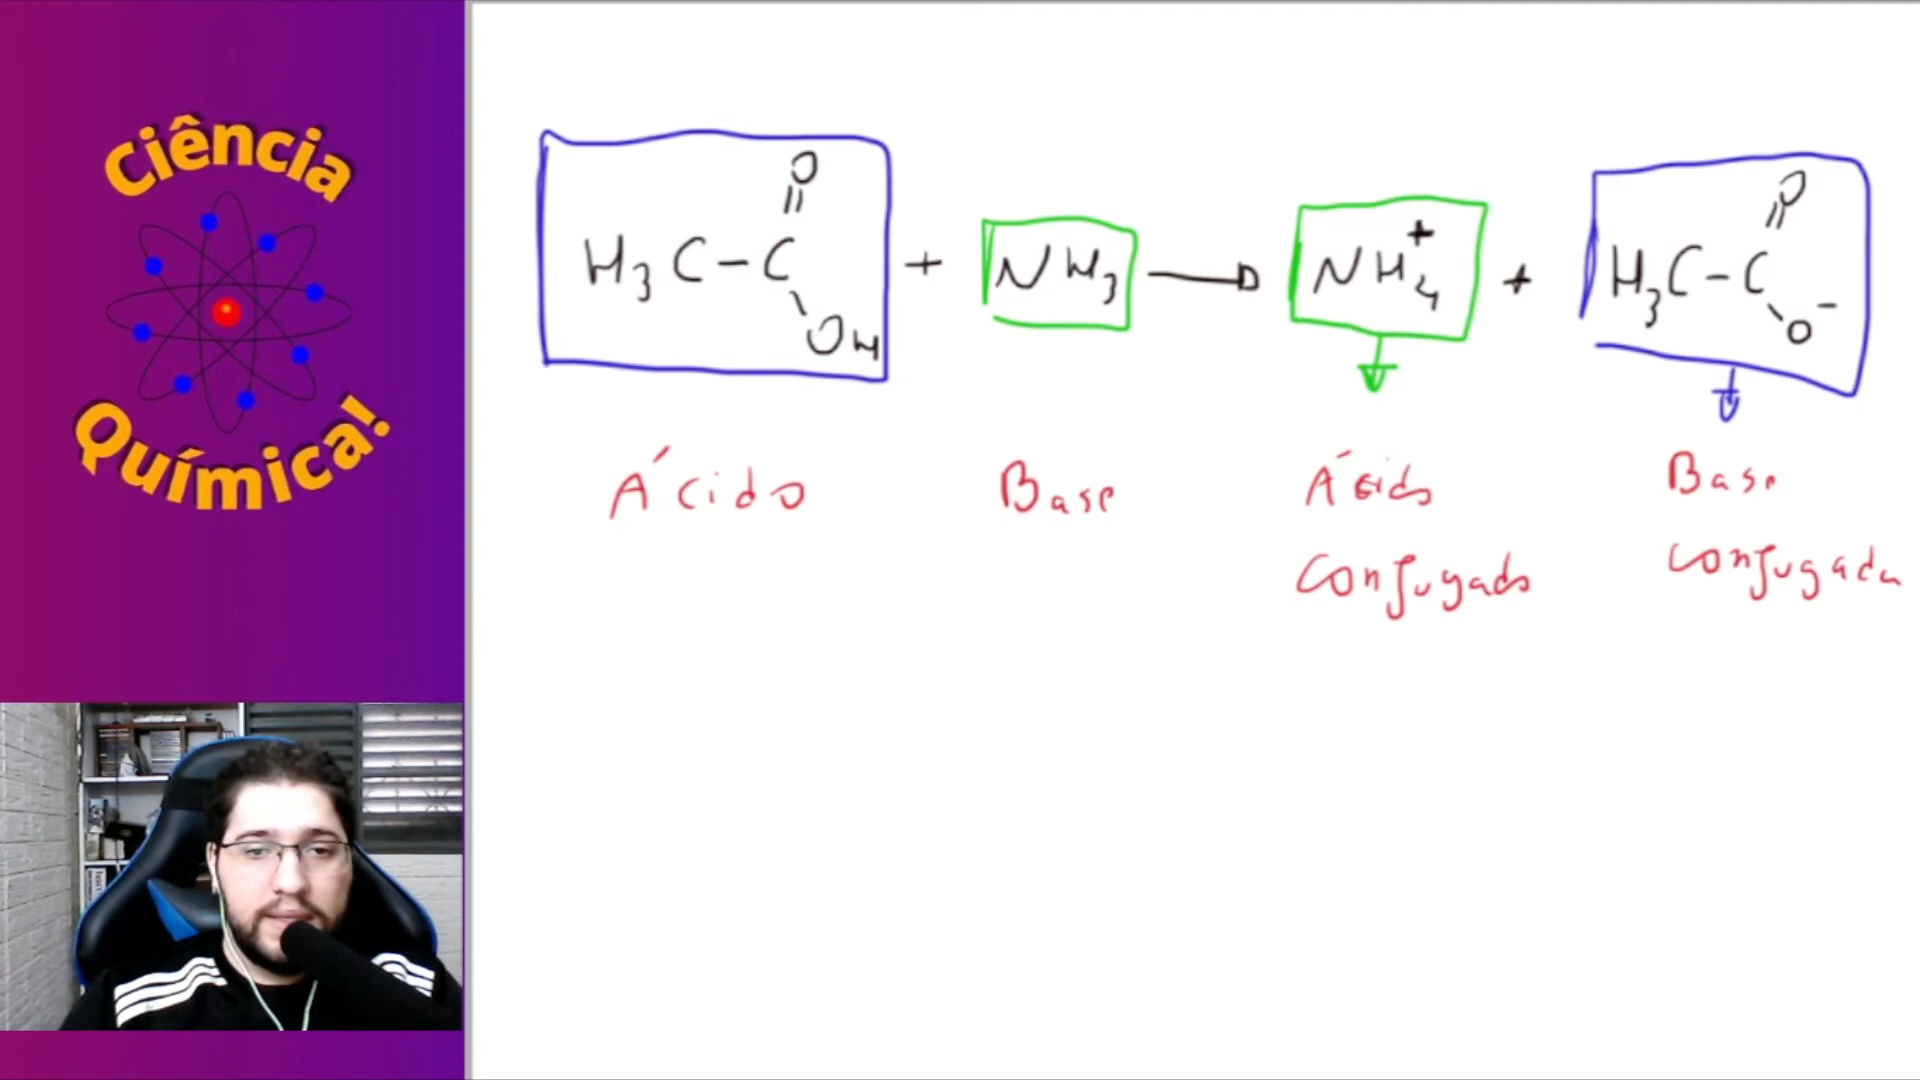 Ciência
Química!
O
||
H₃C-C + NH₃ → NH₄⁺ + H₃C-C
\
OH
O
||
\
O⁻
Ácido Base Ácido Base
Conjugado conjugada